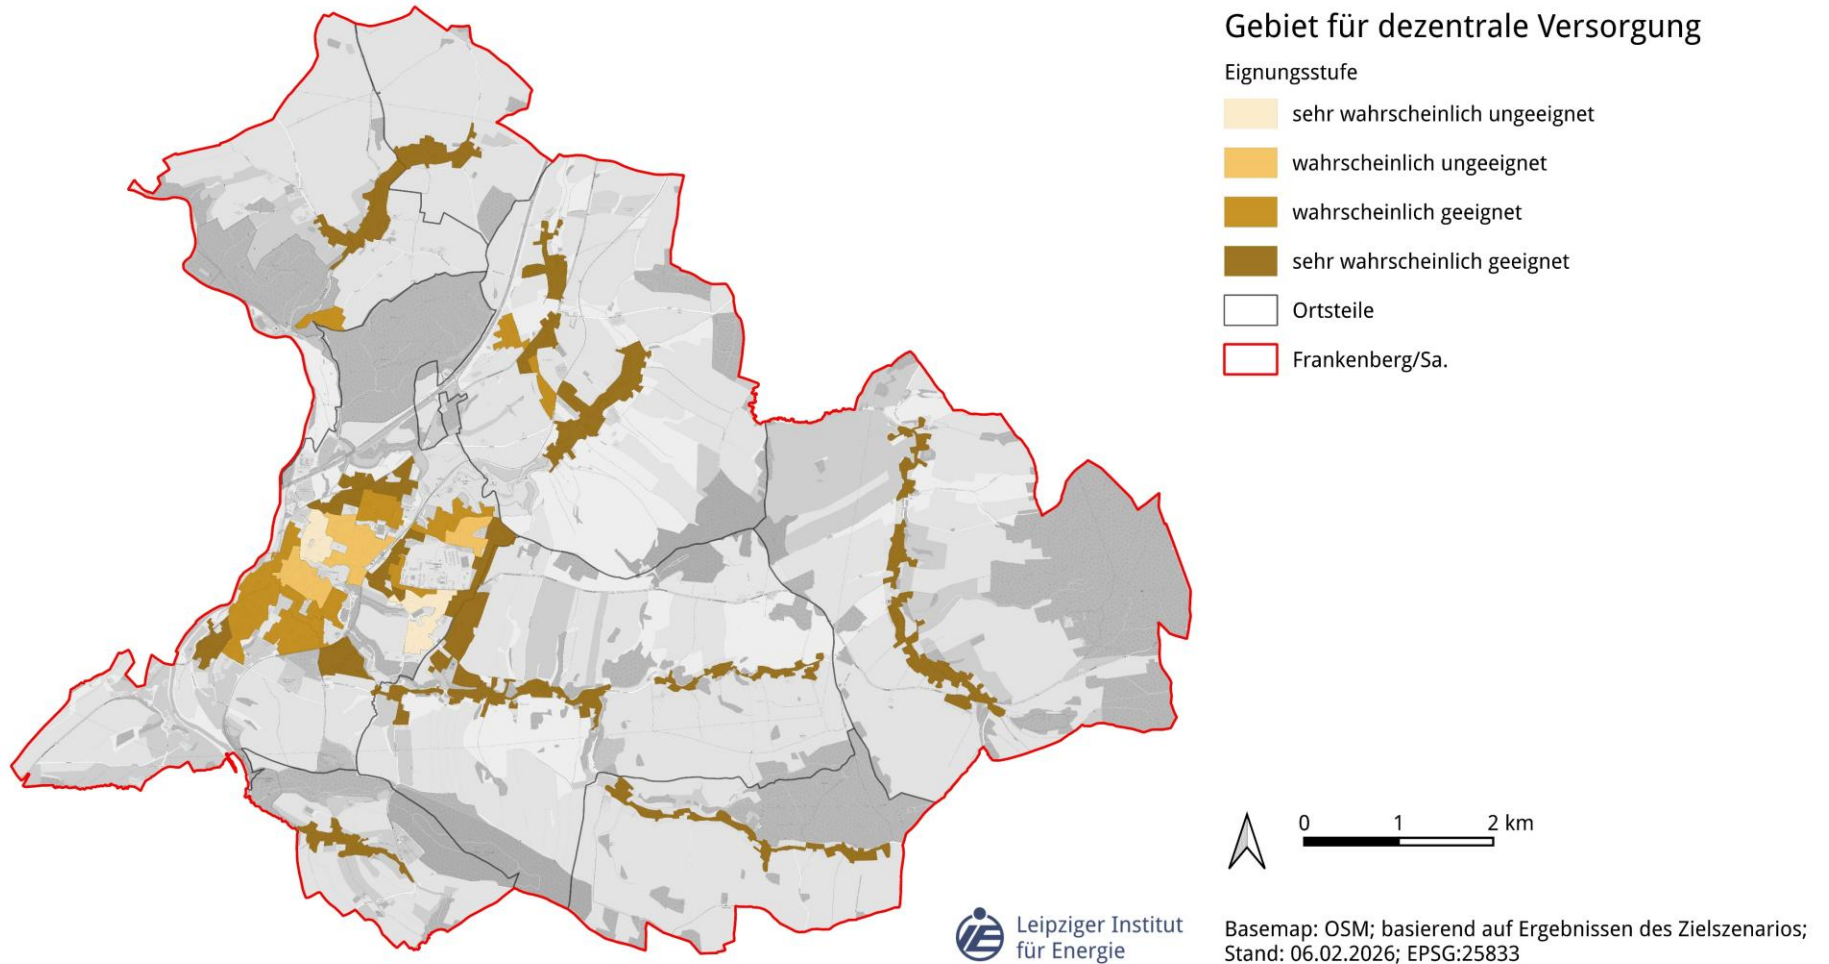 Gebiet für dezentrale Versorgung
Eignungsstufe
sehr wahrscheinlich ungeeignet
wahrscheinlich ungeeignet
wahrscheinlich geeignet
sehr wahrscheinlich geeignet
Ortsteile
Frankenberg/Sa.
0 1 2 km
Leipziger Institut
für Energie
Basemap: OSM; basierend auf Ergebnissen des Zielszenarios;
Stand: 06.02.2026; EPSG:25833